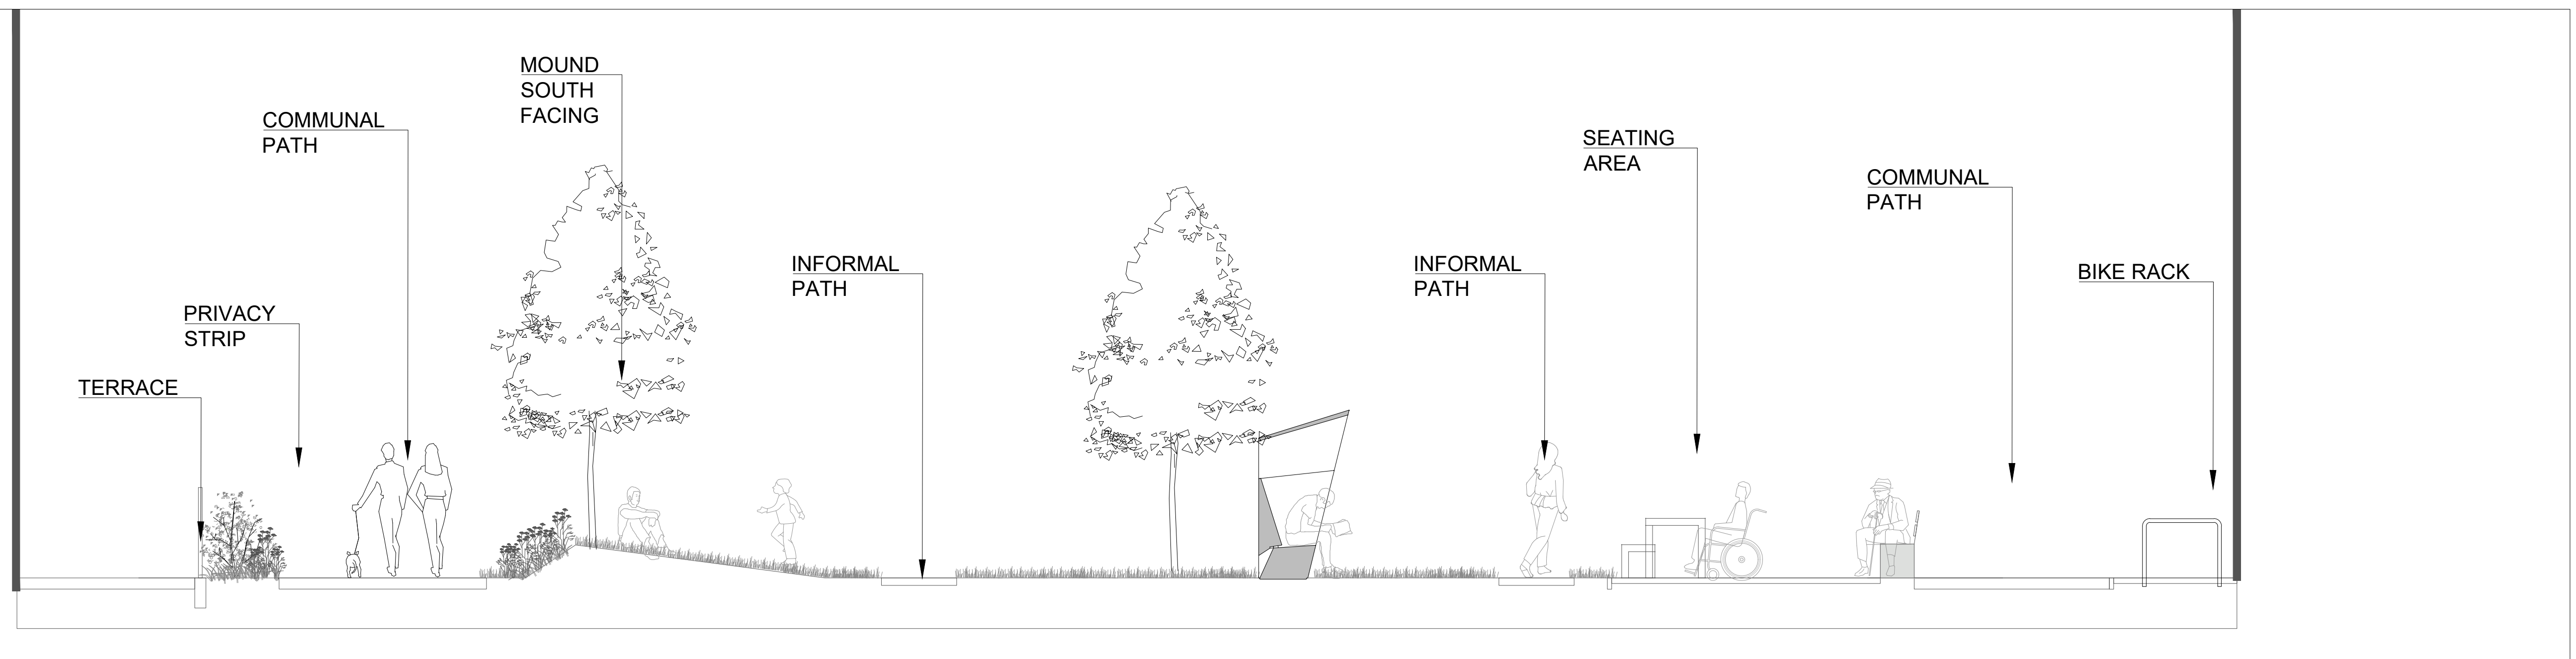 TERRACE
PRIVACY
STRIP
COMMUNAL
PATH
MOUND
SOUTH
FACING
INFORMAL
PATH
INFORMAL
PATH
SEATING
AREA
COMMUNAL
PATH
BIKE RACK